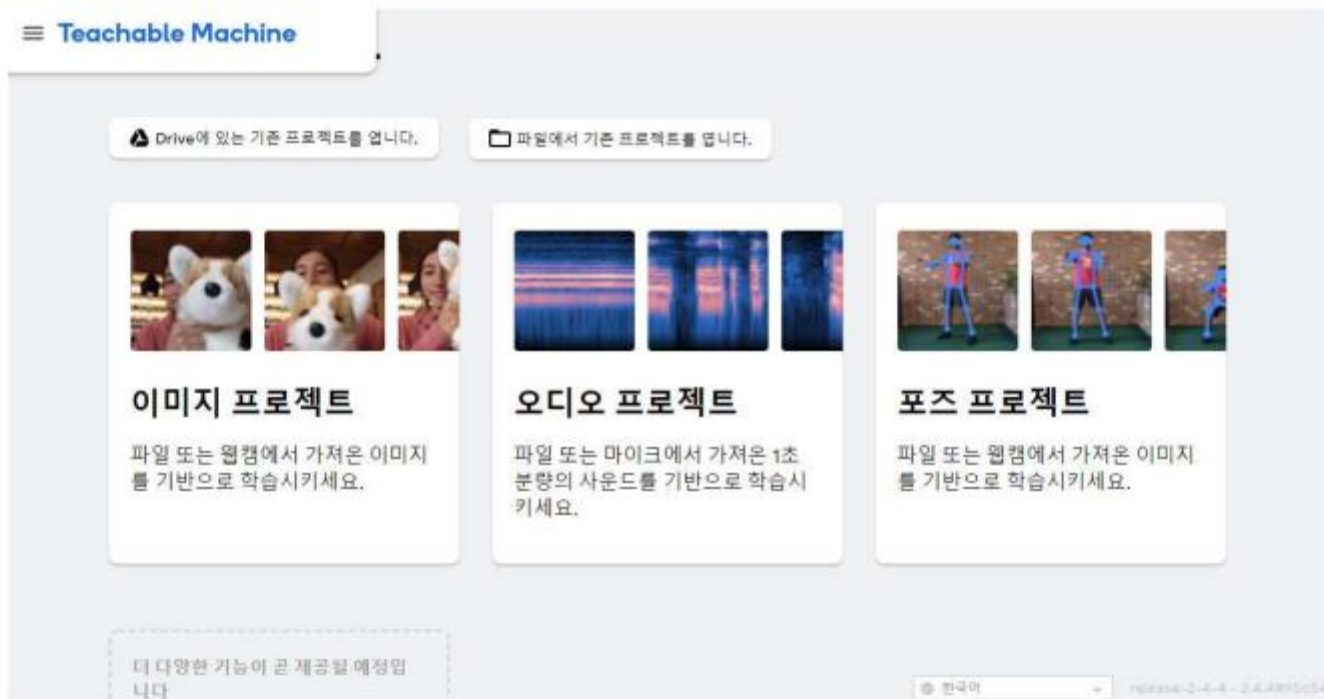 Teachable Machine
Drive에 있는 기존 프로젝트를 엽니다.
파일에서 기존 프로젝트를 엽니다.
이미지 프로젝트
파일 또는 웹캠에서 가져온 이미지
를 기반으로 학습시키세요.
오디오 프로젝트
파일 또는 마이크에서 가져온 1초
분량의 사운드를 기반으로 학습시
키세요.
포즈 프로젝트
파일 또는 웹캠에서 가져온 이미지
를 기반으로 학습시키세요.
더 다양한 기능이 곧 제공될 예정입
니다
한국어